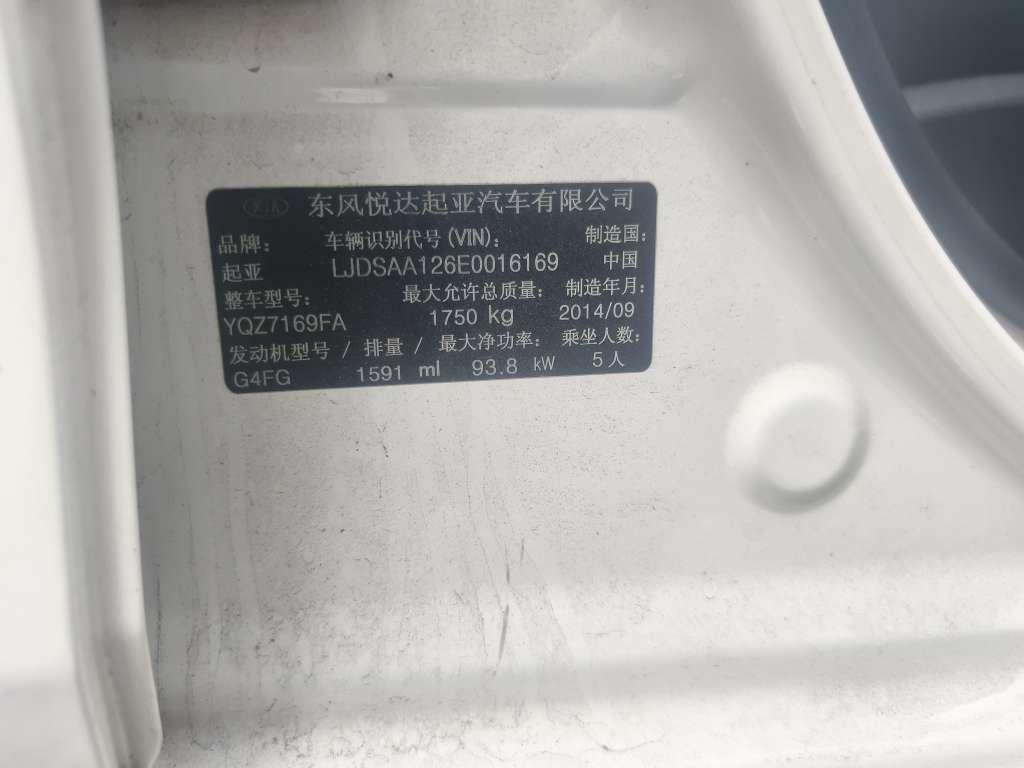 KIA 东风悦达起亚汽车有限公司
品牌: 车辆识别代号(VIN): 制造国:
起亚 LJDSAA126E0016169 中国
整车型号: 最大允许总质量: 制造年月:
YQZ7169FA 1750 kg 2014/09
发动机型号 / 排量 / 最大净功率: 乘坐人数:
G4FG 1591 ml 93.8 kW 5人